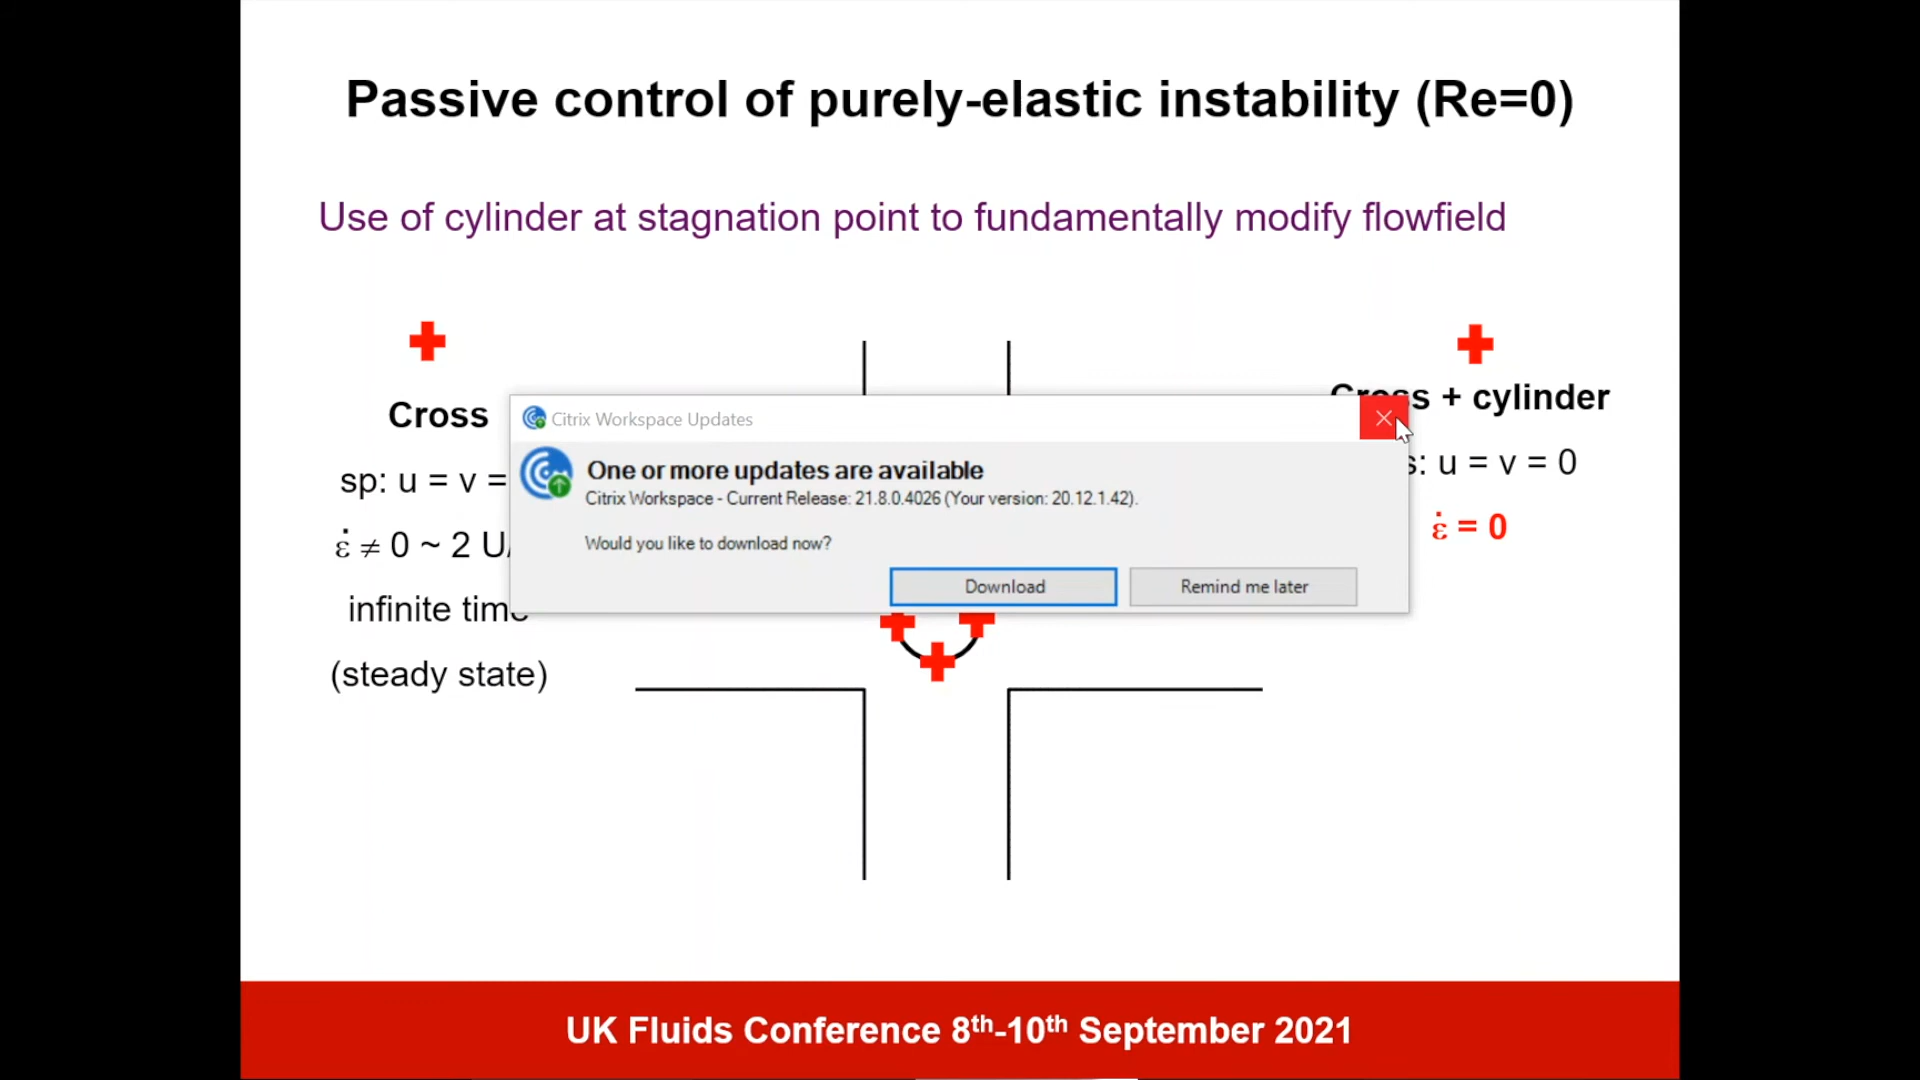 Passive control of purely-elastic instability (Re=0)
Use of cylinder at stagnation point to fundamentally modify flowfield
Cross
sp: u = v =
ε̇ ≠ 0 ~ 2 U/
infinite time
(steady state)
Citrix Workspace Updates
One or more updates are available
Citrix Workspace - Current Release: 21.8.0.4026 (Your version: 20.12.1.42).
Would you like to download now?
Download
Remind me later
Cross + cylinder
s: u = v = 0
ε̇ = 0
UK Fluids Conference 8th-10th September 2021